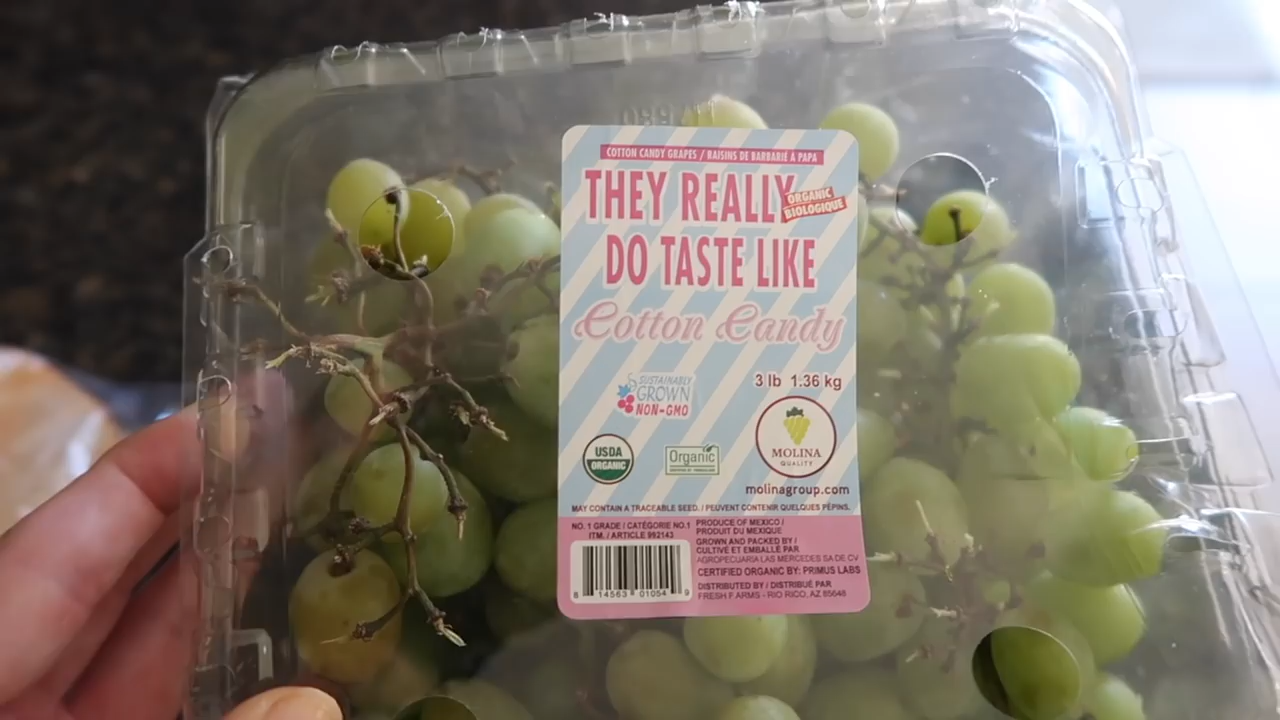 COTTON CANDY GRAPES / RAISINS DE BARBARIE À PAPA
THEY REALLY
ORGANIC
BIOLOGIQUE
DO TASTE LIKE
Cotton Candy
3 lb 1.36 kg
SUSTAINABLY
GROWN
NON-GMO
USDA
ORGANIC
Organic
MOLINA
QUALITY
molinagroup.com
MAY CONTAIN A TRACEABLE SEED. / PEUVENT CONTENIR QUELQUES PÉPINS.
NO. 1 GRADE / CATÉGORIE NO.1
ITM. / ARTICLE 992143
8 14563 01054 9
PRODUCE OF MEXICO /
PRODUIT DU MEXIQUE
GROWN AND PACKED BY /
CULTIVÉ ET EMBALLÉ PAR
AGROPECUARIA LAS MERCEDES SA DE CV
CERTIFIED ORGANIC BY: PRIMUS LABS
DISTRIBUTED BY / DISTRIBUÉ PAR
FRESH FARMS - RIO RICO, AZ 85648